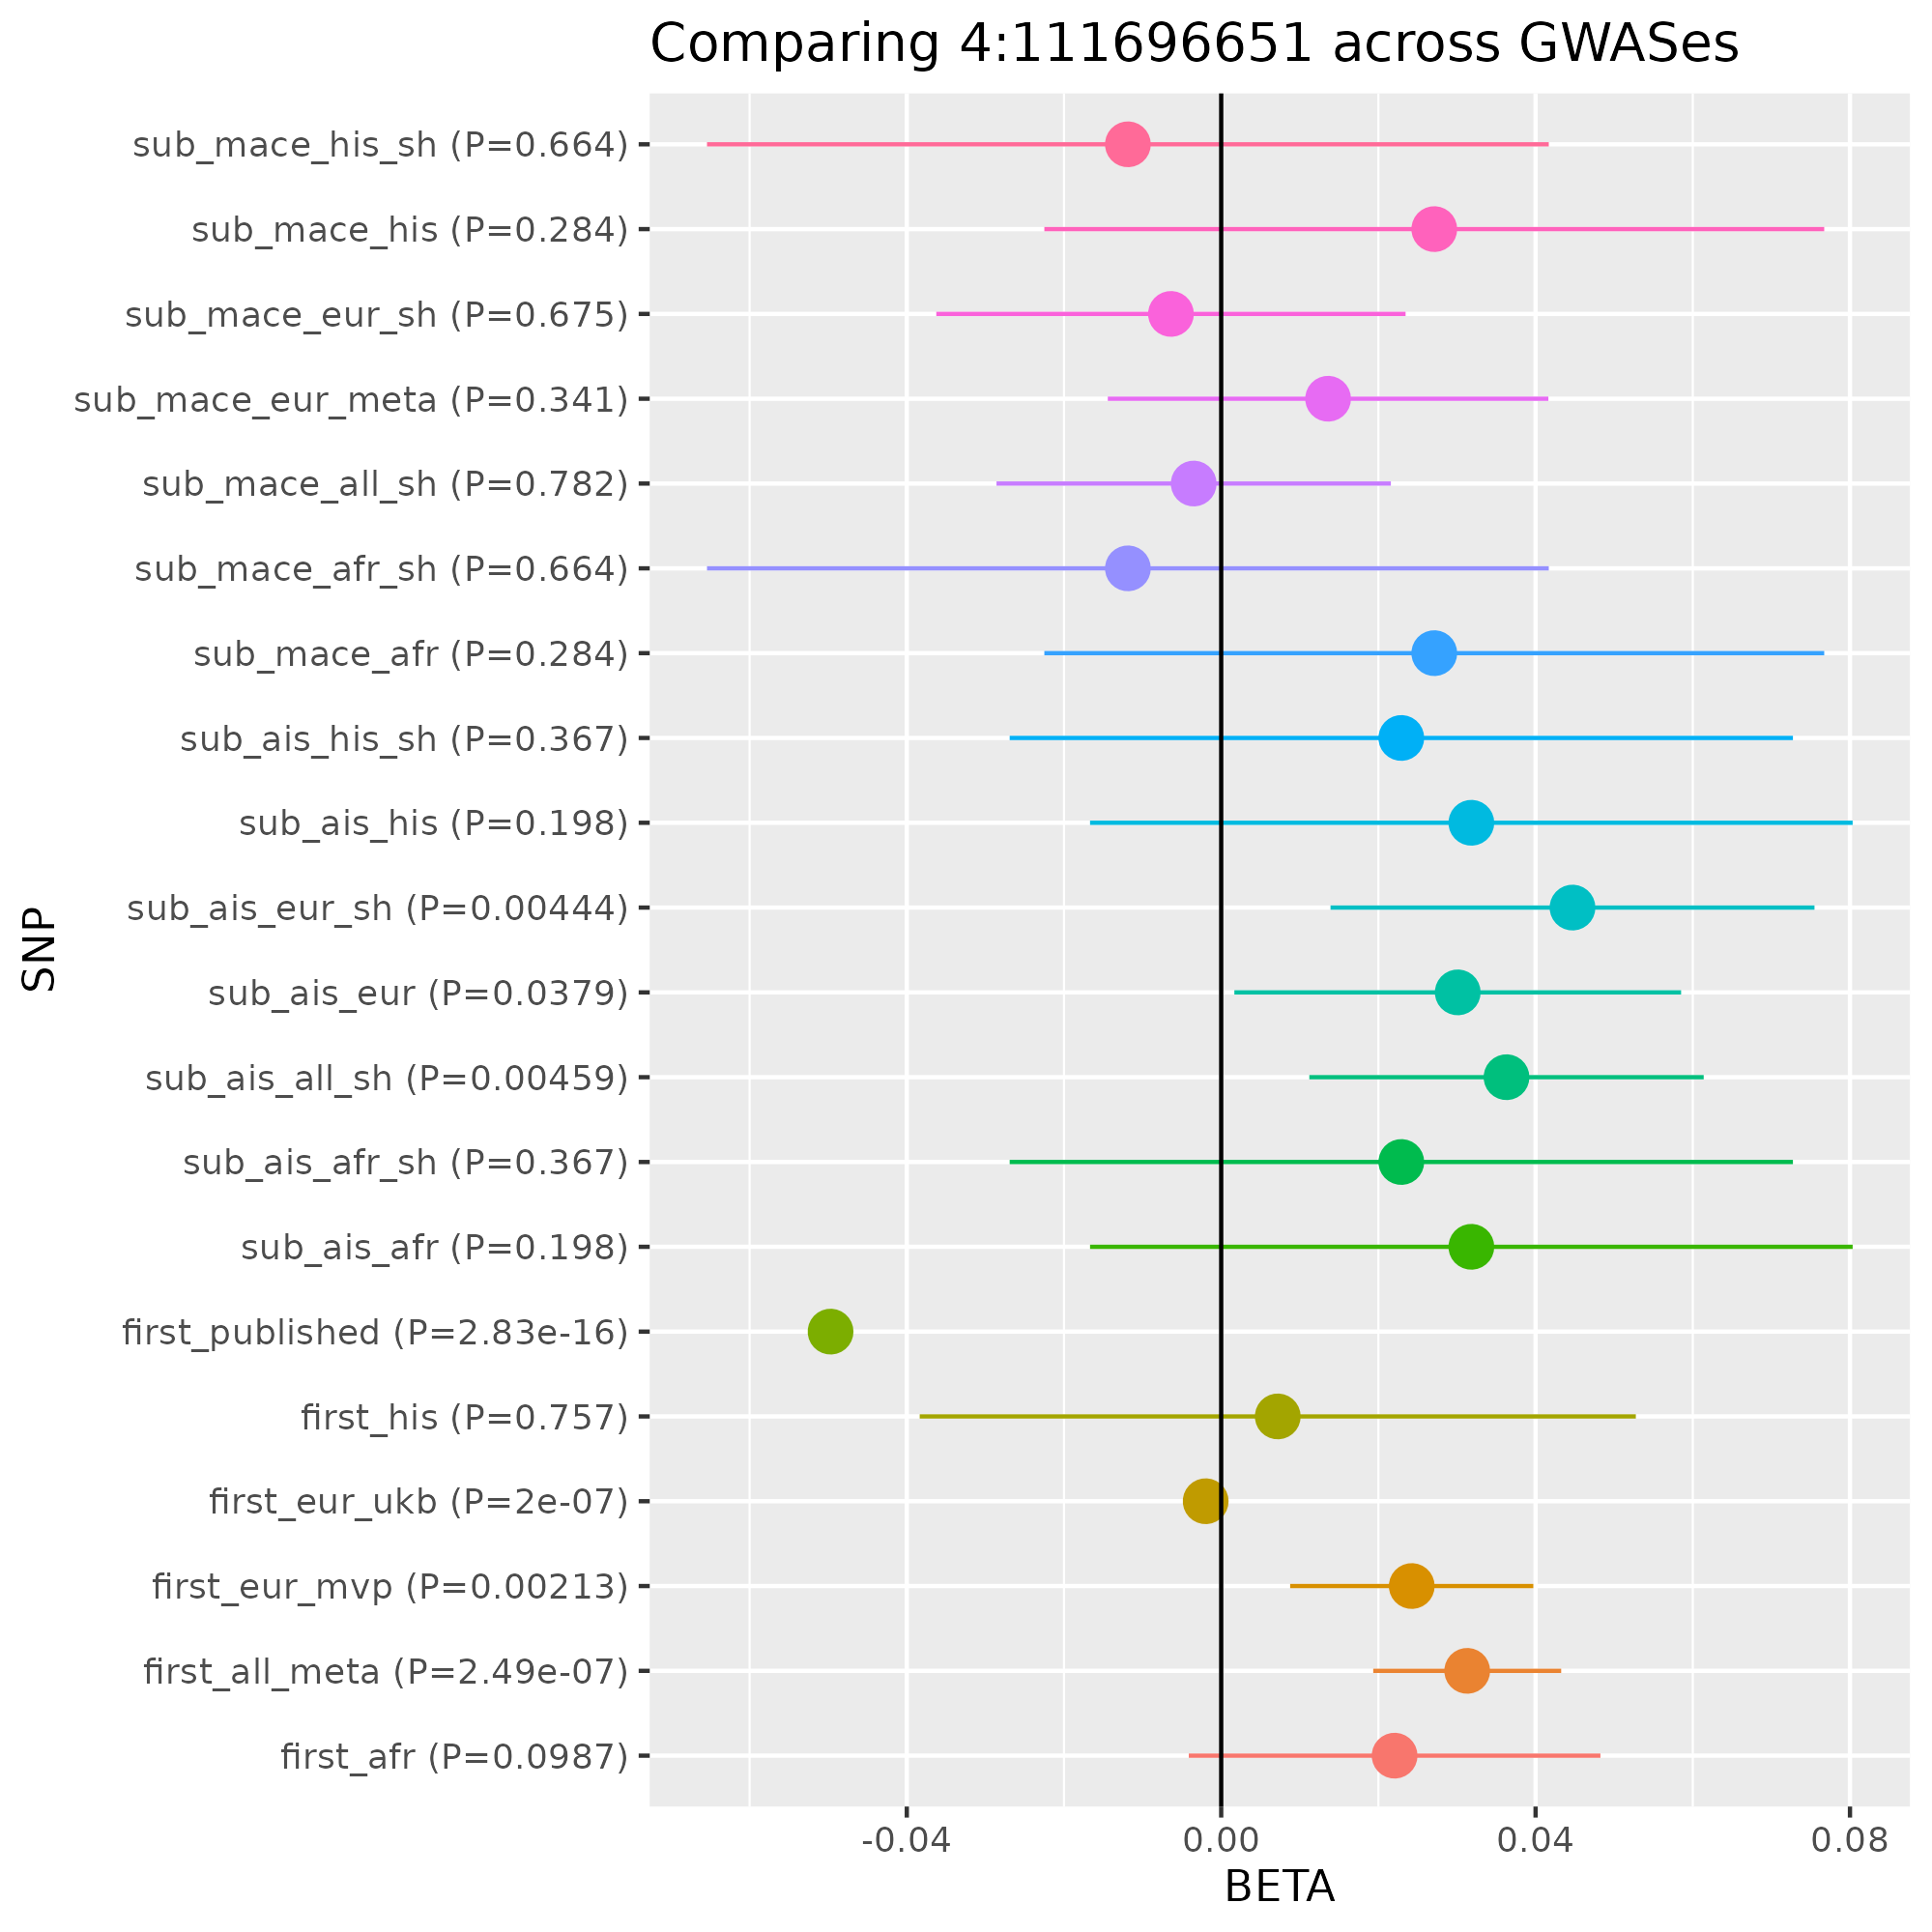 Comparing 4:111696651 across GWASes
sub_mace_his_sh (P=0.664)
sub_mace_his (P=0.284)
sub_mace_eur_sh (P=0.675)
sub_mace_eur_meta (P=0.341)
sub_mace_all_sh (P=0.782)
sub_mace_afr_sh (P=0.664)
sub_mace_afr (P=0.284)
sub_ais_his_sh (P=0.367)
sub_ais_his (P=0.198)
sub_ais_eur_sh (P=0.00444)
sub_ais_eur (P=0.0379)
sub_ais_all_sh (P=0.00459)
sub_ais_afr_sh (P=0.367)
sub_ais_afr (P=0.198)
first_published (P=2.83e-16)
first_his (P=0.757)
first_eur_ukb (P=2e-07)
first_eur_mvp (P=0.00213)
first_all_meta (P=2.49e-07)
first_afr (P=0.0987)
SNP
-0.04 0.00 0.04 0.08
BETA